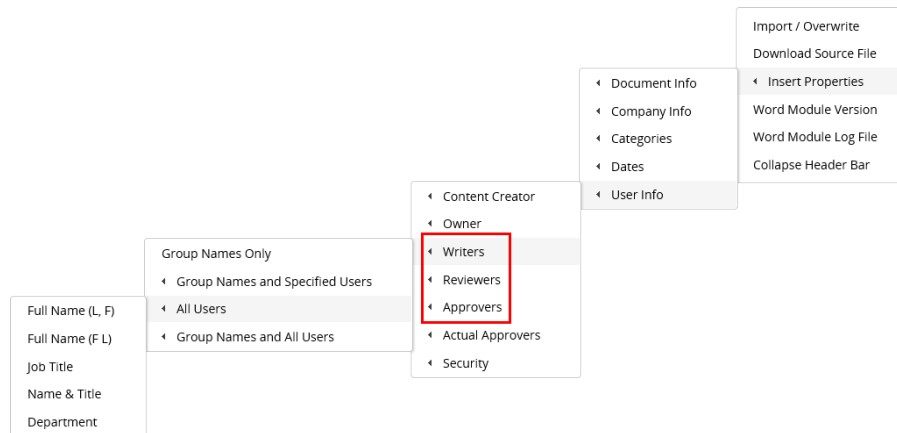 Import / Overwrite
Download Source File
Insert Properties
Word Module Version
Word Module Log File
Collapse Header Bar
Document Info
Company Info
Categories
Dates
User Info
Content Creator
Owner
Writers
Reviewers
Approvers
Actual Approvers
Security
Group Names Only
Group Names and Specified Users
All Users
Group Names and All Users
Full Name (L, F)
Full Name (F L)
Job Title
Name & Title
Department